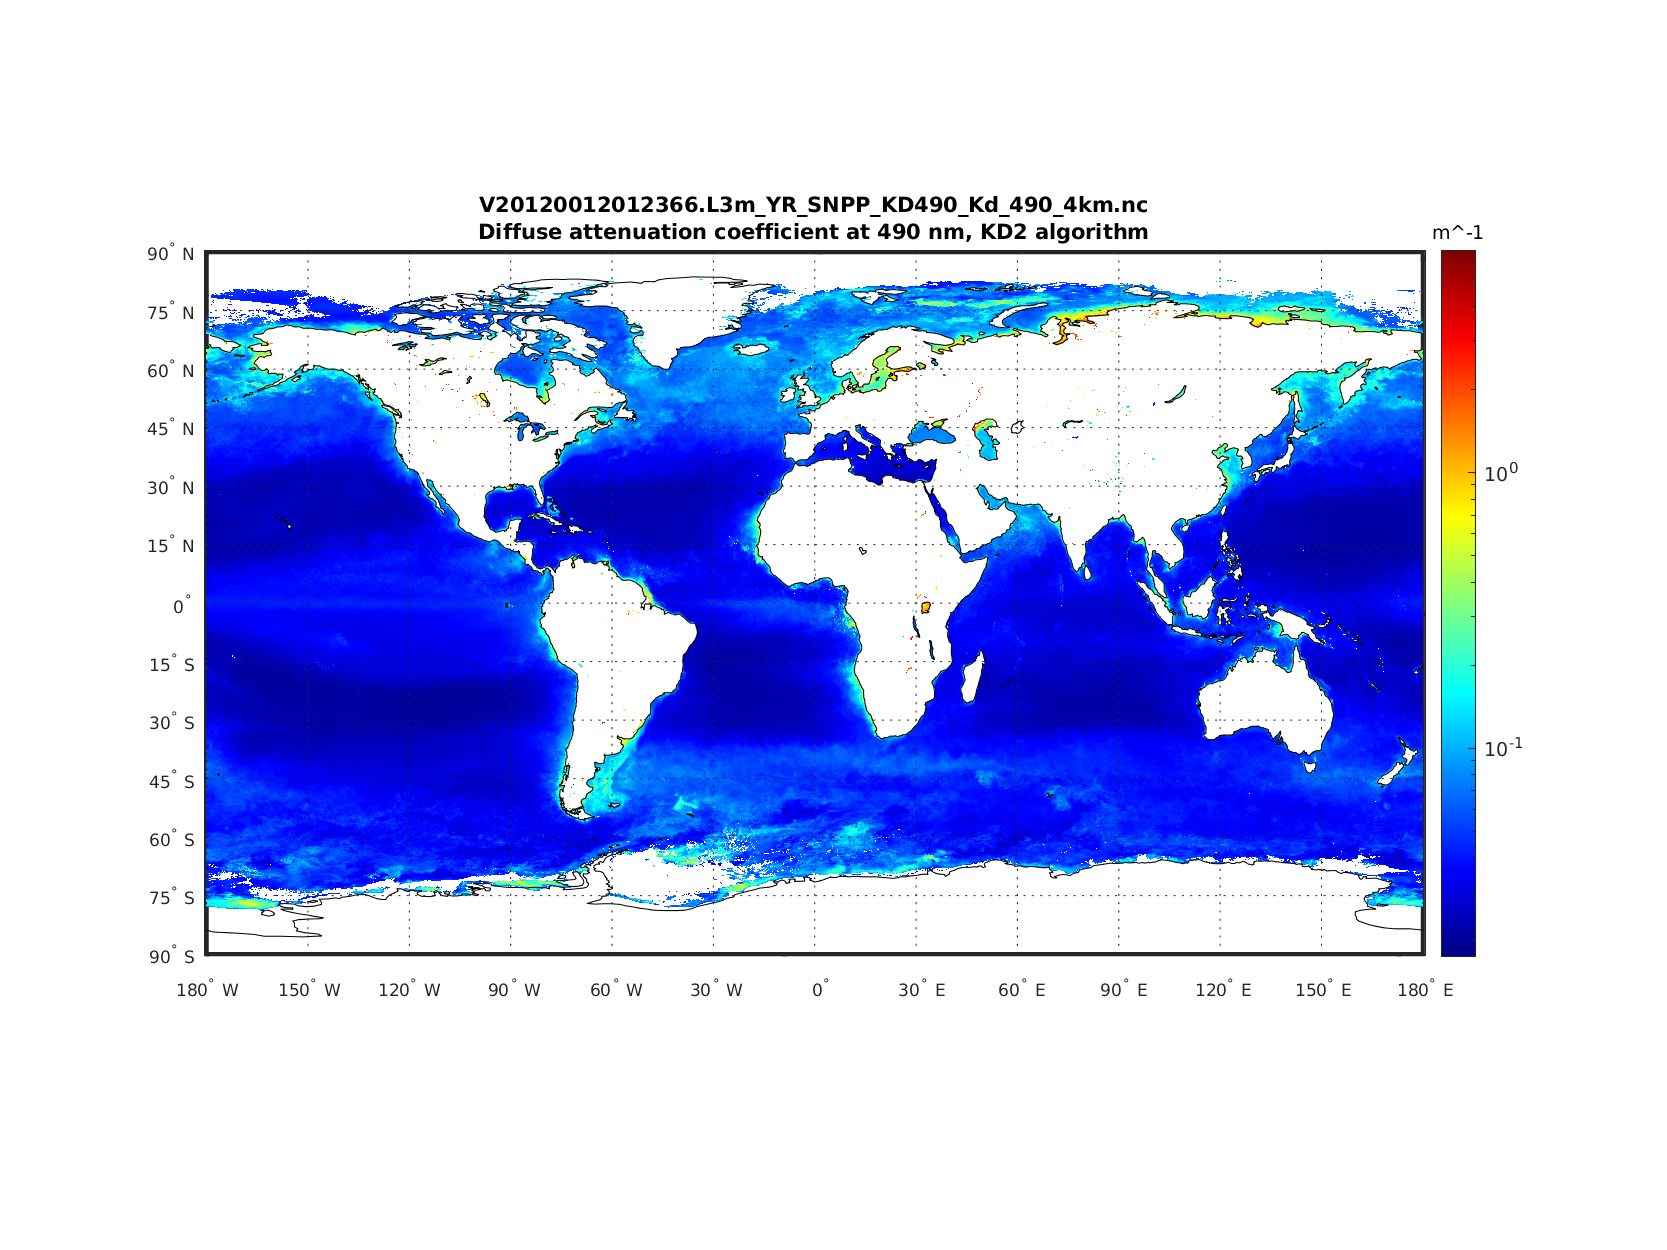 V20120012012366.L3m_YR_SNPP_KD490_Kd_490_4km.nc
Diffuse attenuation coefficient at 490 nm, KD2 algorithm
m^-1
90° N
75° N
60° N
45° N
30° N
15° N
0°
15° S
30° S
45° S
60° S
75° S
90° S
10^0
10^-1
180° W 150° W 120° W 90° W 60° W 30° W 0° 30° E 60° E 90° E 120° E 150° E 180° E